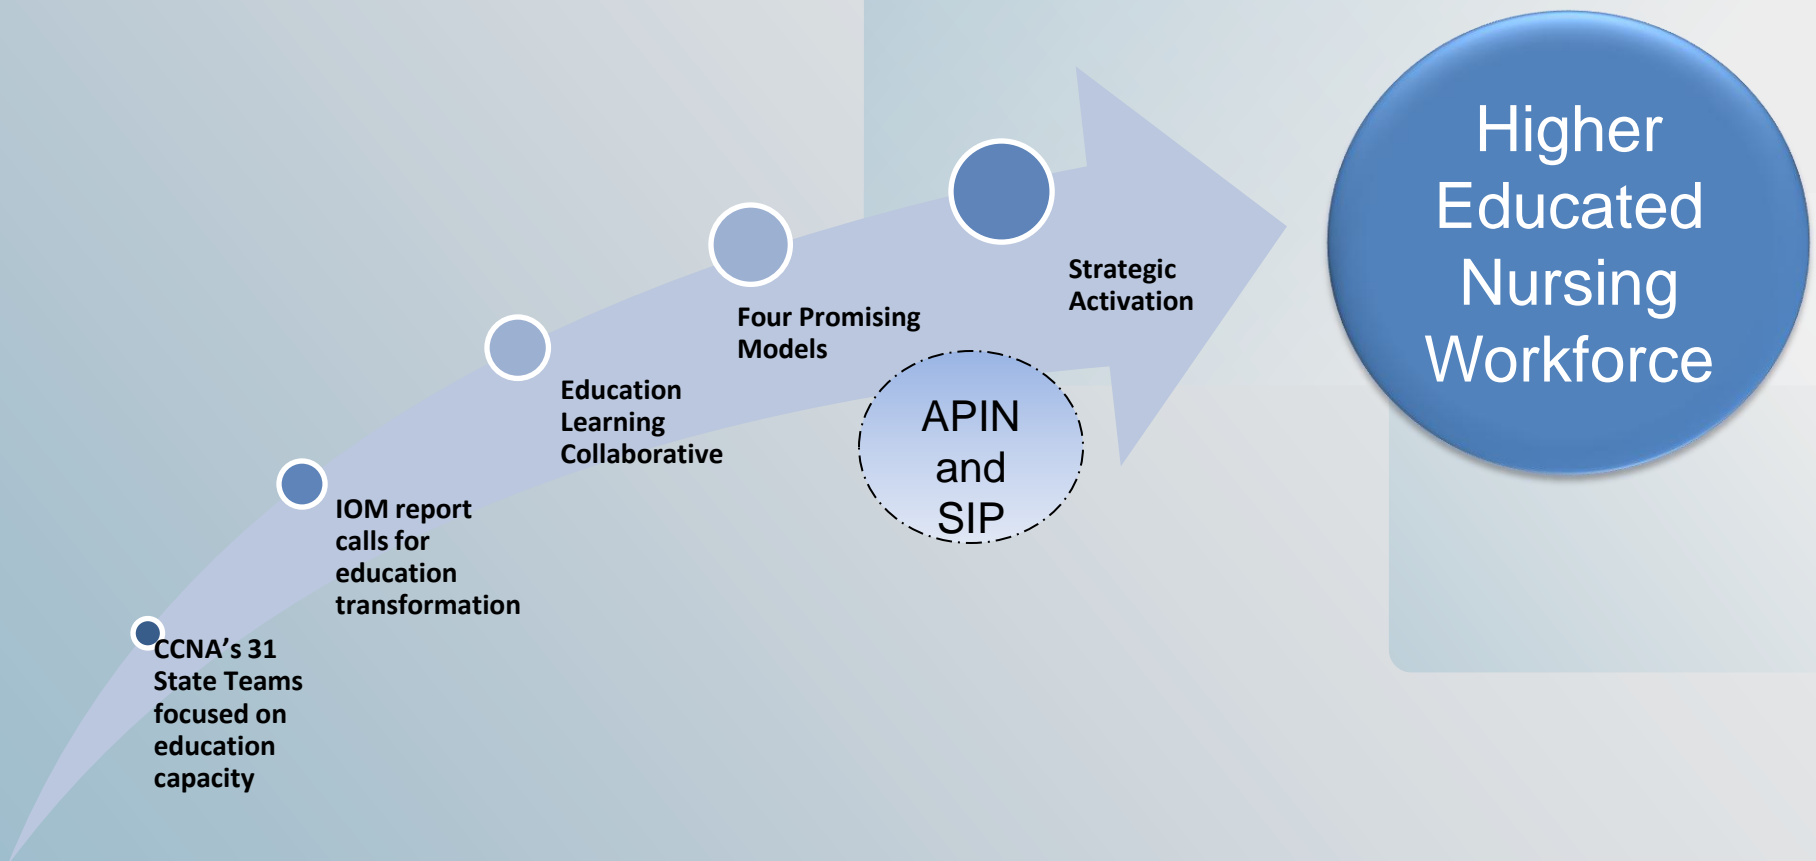 CCNA’s 31
State Teams
focused on
education
capacity
IOM report
calls for
education
transformation
Education
Learning
Collaborative
Four Promising
Models
Strategic
Activation
APIN
and
SIP
Higher
Educated
Nursing
Workforce